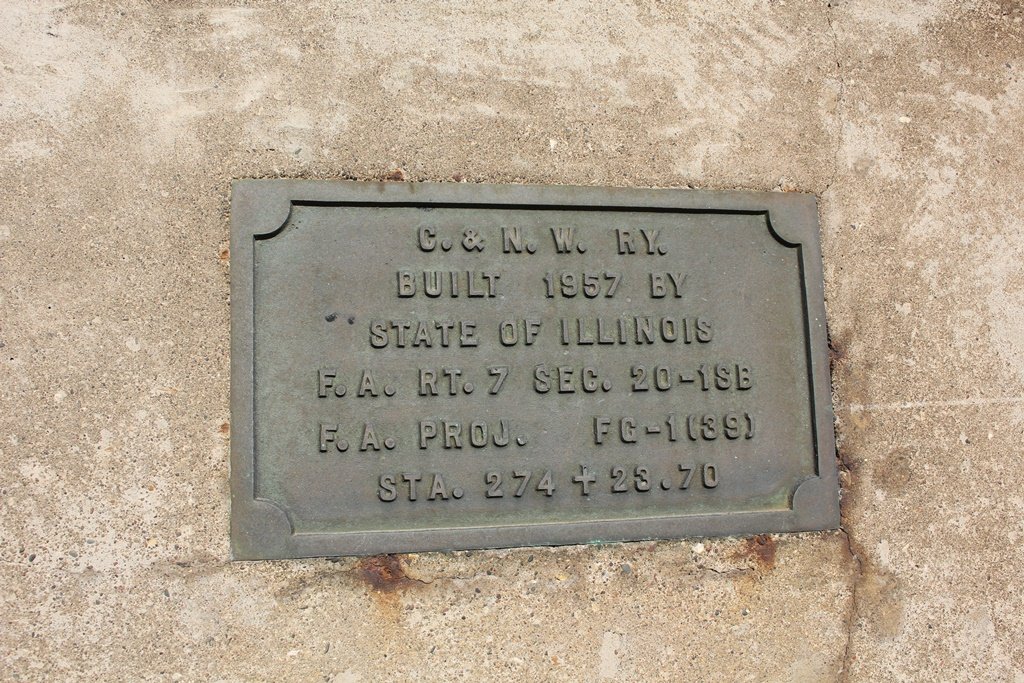 C. & N. W. RY.
BUILT 1957 BY
STATE OF ILLINOIS
F. A. RT. 7 SEC. 20-1SB
F. A. PROJ. FG-1(39)
STA. 274 + 23.70